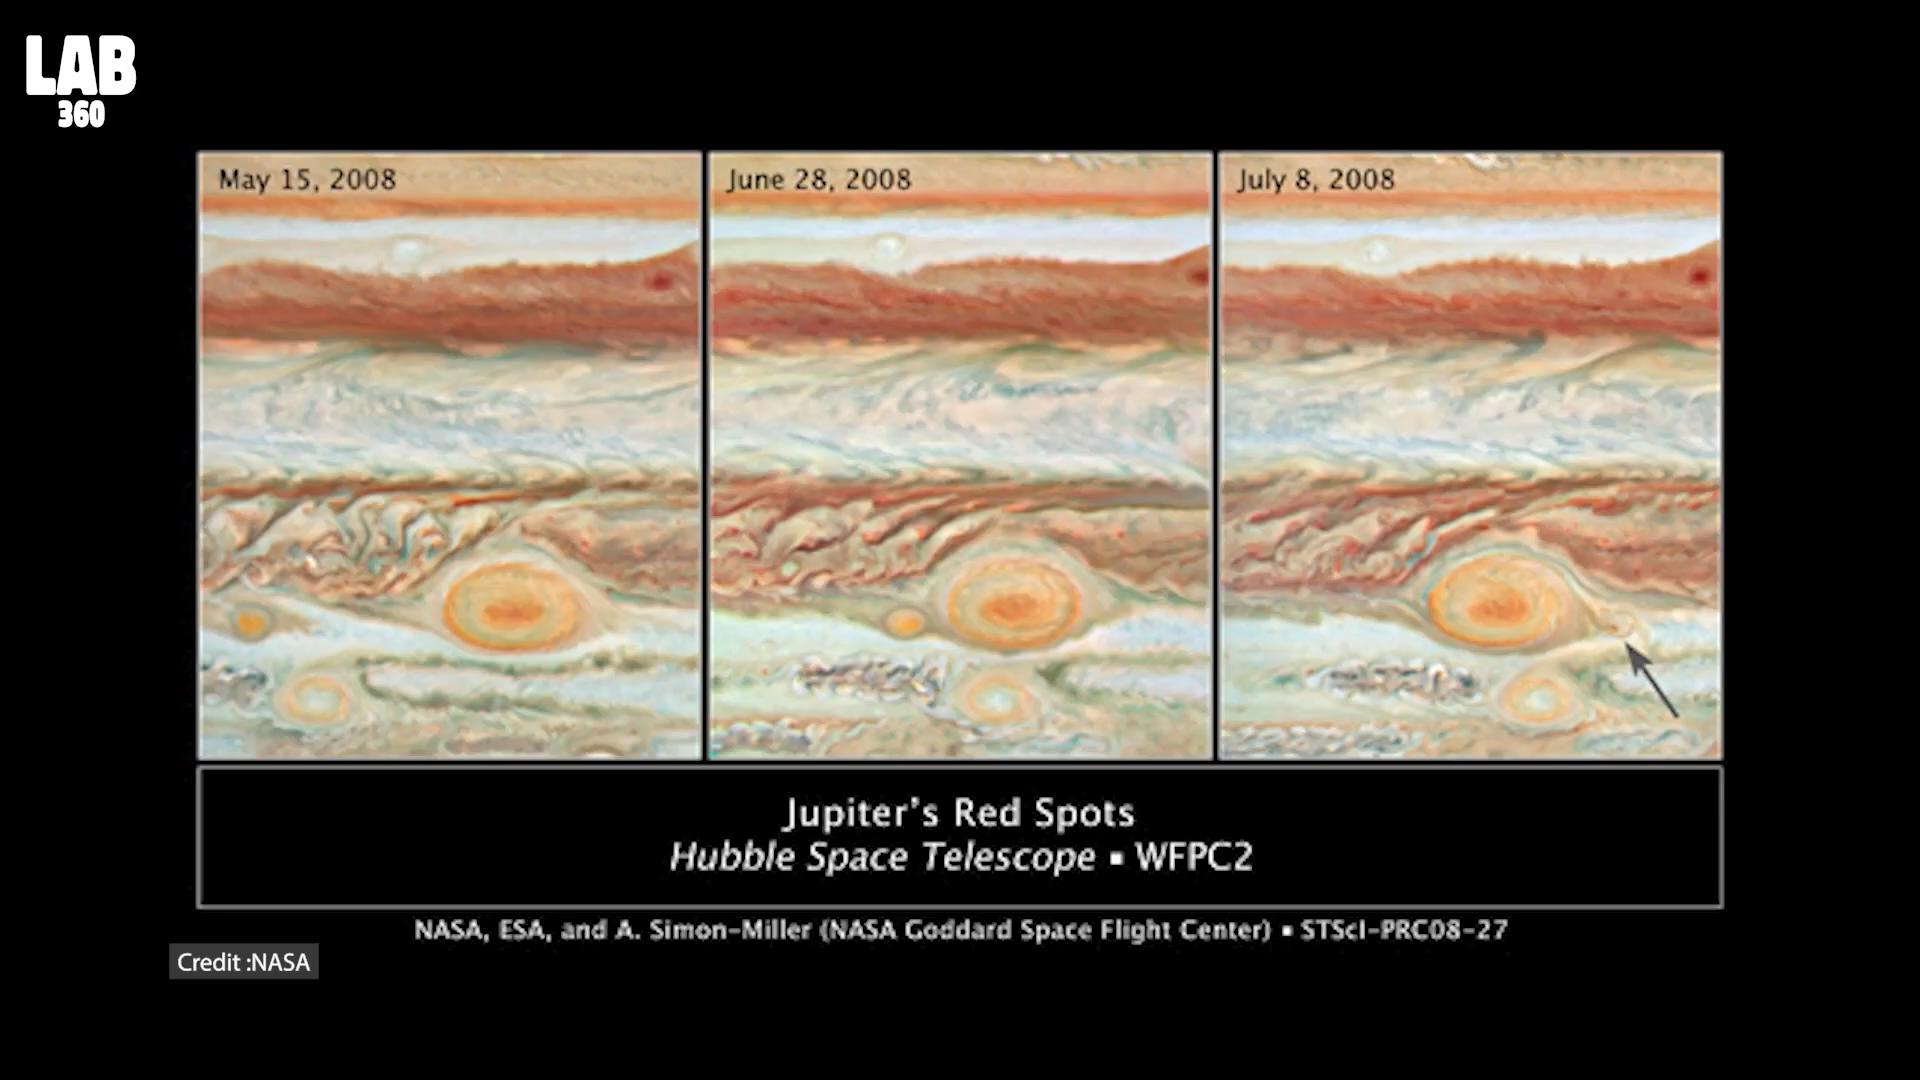 LAB
360
May 15, 2008
June 28, 2008
July 8, 2008
Jupiter's Red Spots
Hubble Space Telescope ▪ WFPC2
NASA, ESA, and A. Simon-Miller (NASA Goddard Space Flight Center) ▪ STScI-PRC08-27
Credit :NASA